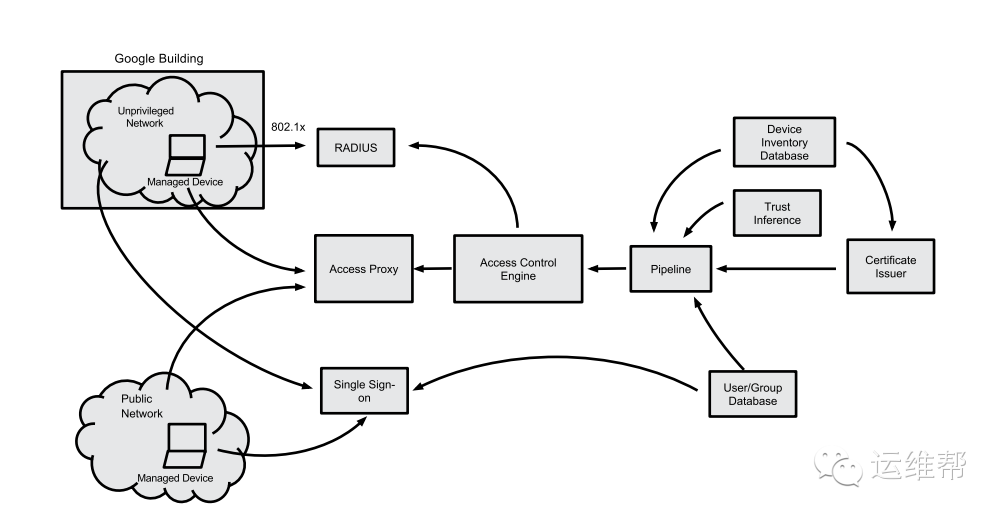 Google Building
Unprivileged
Network
Managed Device
802.1x
RADIUS
Device
Inventory
Database
Trust
Inference
Access Proxy
Access Control
Engine
Pipeline
Certificate
Issuer
Single Sign-
on
User/Group
Database
Public
Network
Managed Device
运维帮